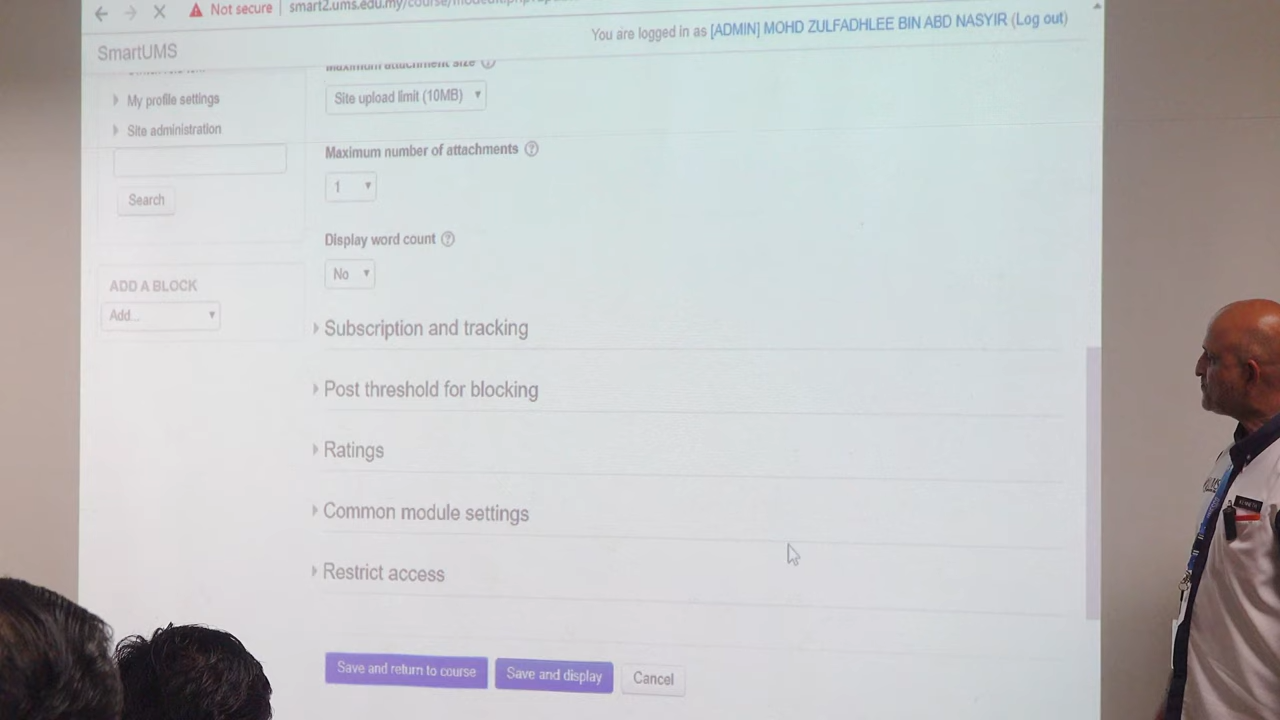 Not secure
smart2.ums.edu.my/course/
You are logged in as [ADMIN] MOHD ZULFADHLEE BIN ABD NASYIR (Log out)
SmartUMS
My profile settings
Site administration
Search
ADD A BLOCK
Add...
Maximum attachment size
Site upload limit (10MB)
Maximum number of attachments
1
Display word count
No
Subscription and tracking
Post threshold for blocking
Ratings
Common module settings
Restrict access
Save and return to course
Save and display
Cancel